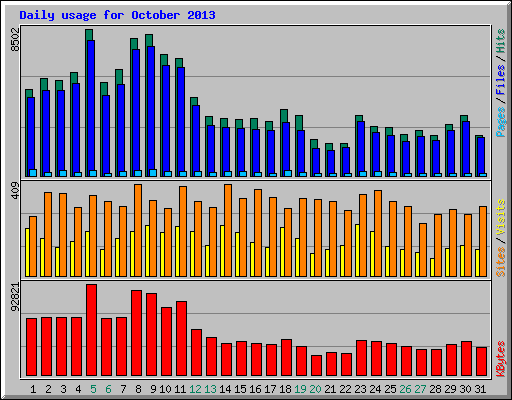 Daily usage for October 2013
8502
Pages / Files / Hits
409
Sites / Visits
92821
KBytes
1 2 3 4 5 6 7 8 9 10 11 12 13 14 15 16 17 18 19 20 21 22 23 24 25 26 27 28 29 30 31